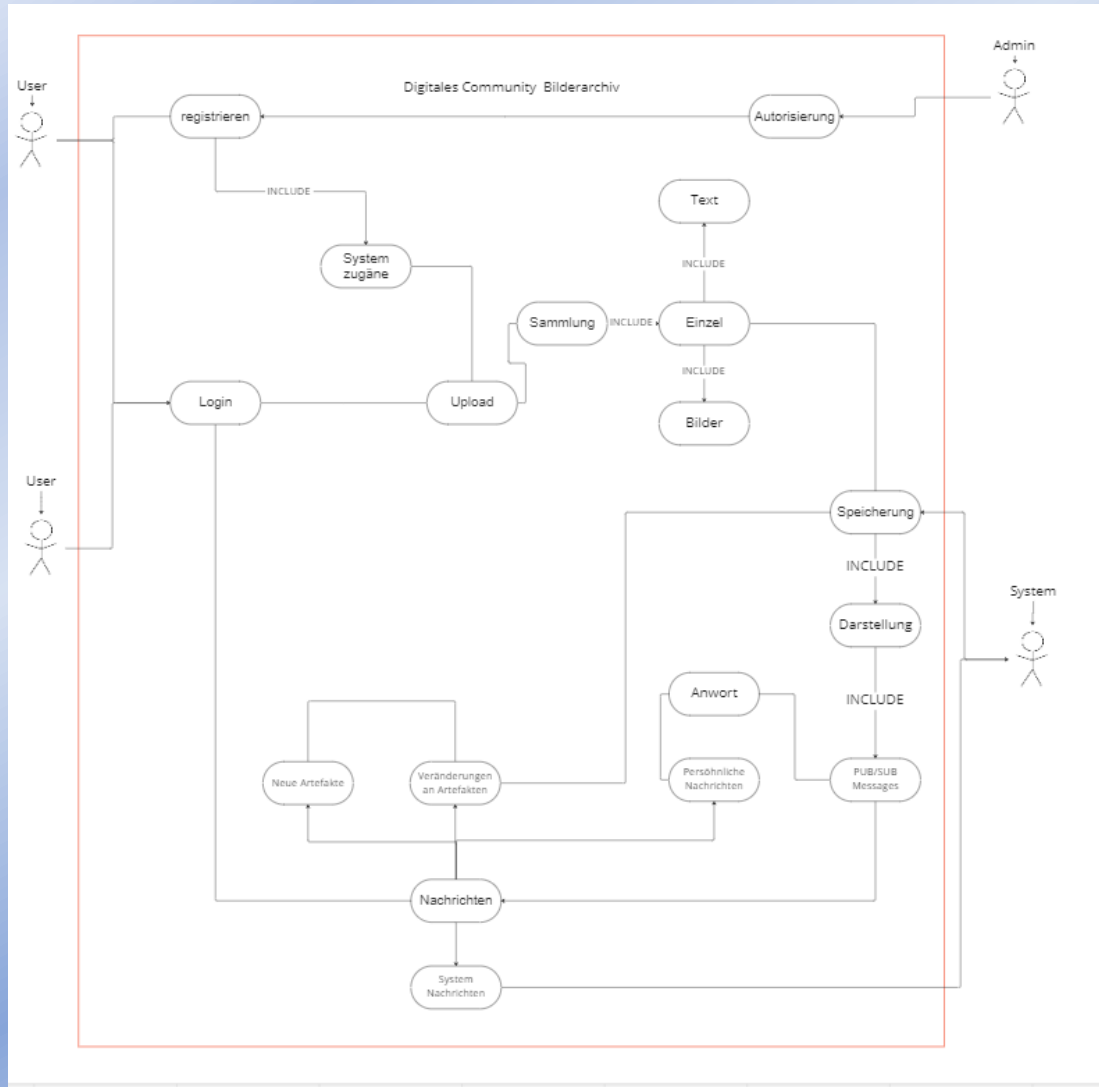 Admin
User
Digitales Community Bilderarchiv
registrieren
Autorisierung
INCLUDE
Text
System
zugäne
INCLUDE
Sammlung
INCLUDE
Einzel
INCLUDE
Login
Upload
Bilder
User
Speicherung
INCLUDE
System
Darstellung
Anwort
INCLUDE
Neue Artefakte
Veränderungen
an Artefakten
Persöhnliche
Nachrichten
PUB/SUB
Messages
Nachrichten
System
Nachrichten